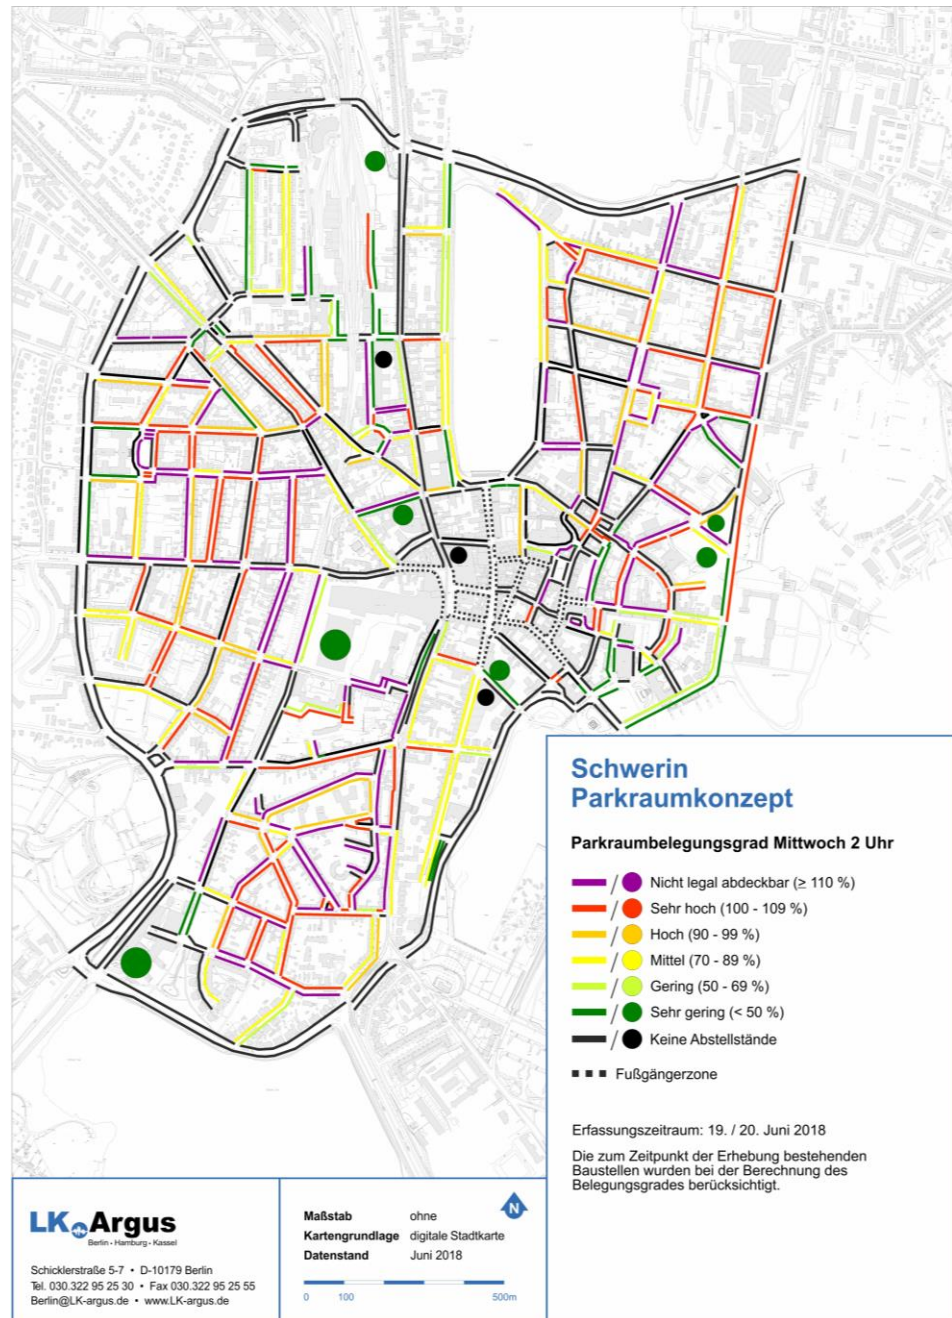 Schwerin
Parkraumkonzept
Parkraumbelegungsgrad Mittwoch 2 Uhr
Nicht legal abdeckbar (≥ 110 %)
Sehr hoch (100 - 109 %)
Hoch (90 - 99 %)
Mittel (70 - 89 %)
Gering (50 - 69 %)
Sehr gering (< 50 %)
Keine Abstellstände
Fußgängerzone
Erfassungszeitraum: 19. / 20. Juni 2018
Die zum Zeitpunkt der Erhebung bestehenden
Baustellen wurden bei der Berechnung des
Belegungsgrades berücksichtigt.
LK Argus
Berlin • Hamburg • Kassel
Schicklerstraße 5-7 • D-10179 Berlin
Tel. 030.322 95 25 30 • Fax 030.322 95 25 55
Berlin@LK-argus.de • www.LK-argus.de
Maßstab ohne
Kartengrundlage digitale Stadtkarte
Datenstand Juni 2018
N
0 100 500m